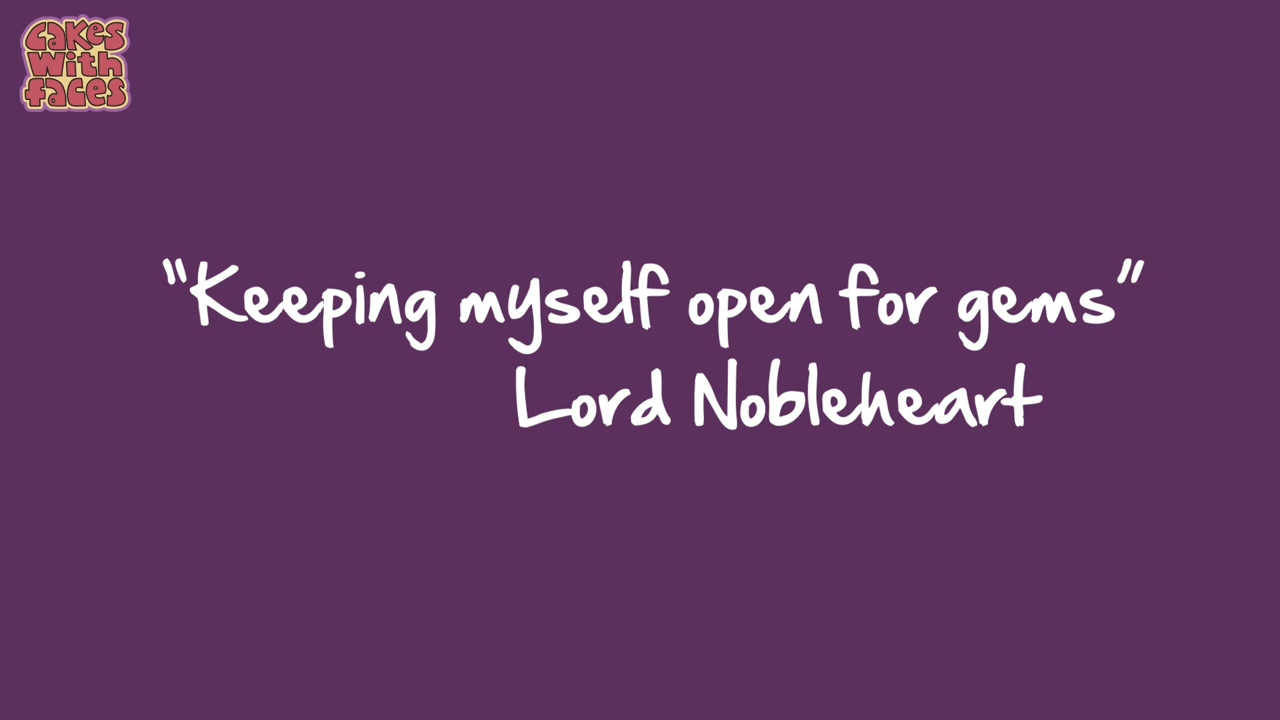 Cakes
With
faces
“Keeping myself open for gems”
Lord Nobleheart